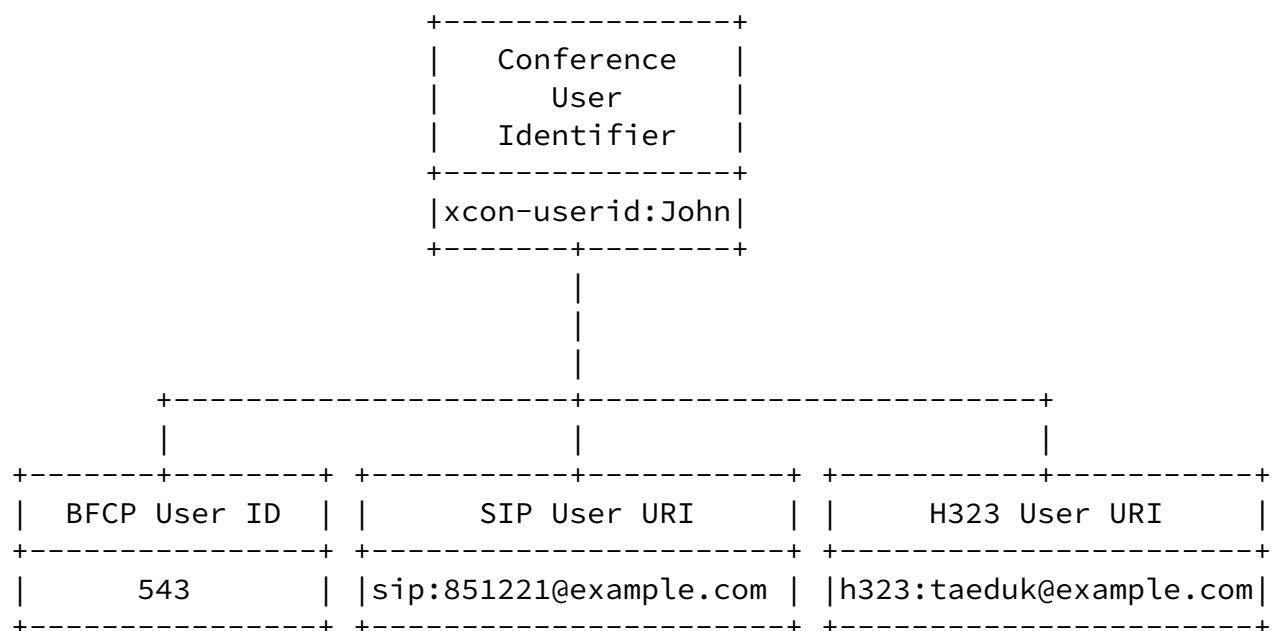 Conference
User
Identifier
xcon-userid:John
BFCP User ID SIP User URI H323 User URI
543 sip:851221@example.com h323:taeduk@example.com